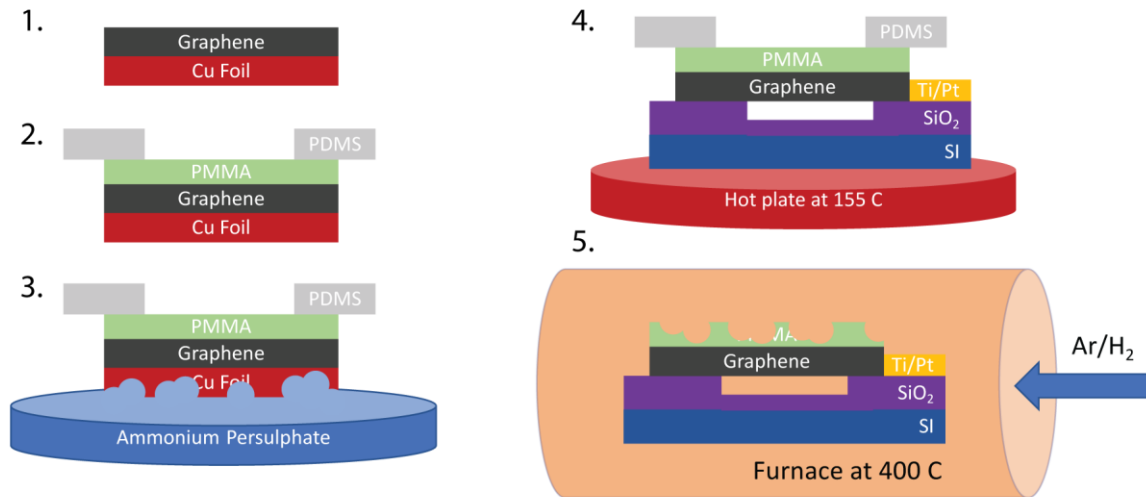 1.
Graphene
Cu Foil
2.
PDMS
PMMA
Graphene
Cu Foil
3.
PDMS
PMMA
Graphene
Cu Foil
Ammonium Persulphate
4.
PDMS
PMMA
Graphene
Ti/Pt
SiO₂
SI
Hot plate at 155 C
5.
Graphene
Ti/Pt
SiO₂
SI
Ar/H₂
Furnace at 400 C